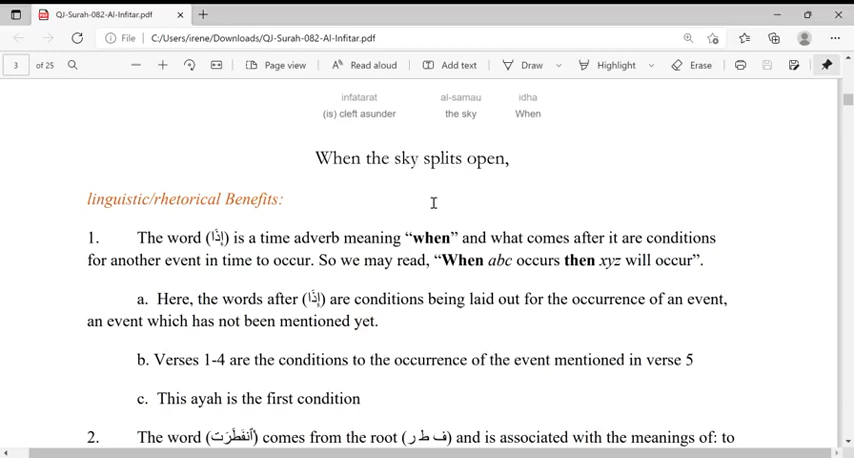 QJ-Surah-082-Al-Infitar.pdf
File C:/Users/irene/Downloads/QJ-Surah-082-Al-Infitar.pdf
3 of 25 Page view Read aloud Add text Draw Highlight Erase
infatarat al-samau idha
(is) cleft asunder the sky When
When the sky splits open,
linguistic/rhetorical Benefits:
1. The word (إِذَا) is a time adverb meaning “when” and what comes after it are conditions
for another event in time to occur. So we may read, “When abc occurs then xyz will occur”.
a. Here, the words after (إِذَا) are conditions being laid out for the occurrence of an event,
an event which has not been mentioned yet.
b. Verses 1-4 are the conditions to the occurrence of the event mentioned in verse 5
c. This ayah is the first condition
2. The word (ٱنفَطَرَت) comes from the root (ف ط ر) and is associated with the meanings of: to